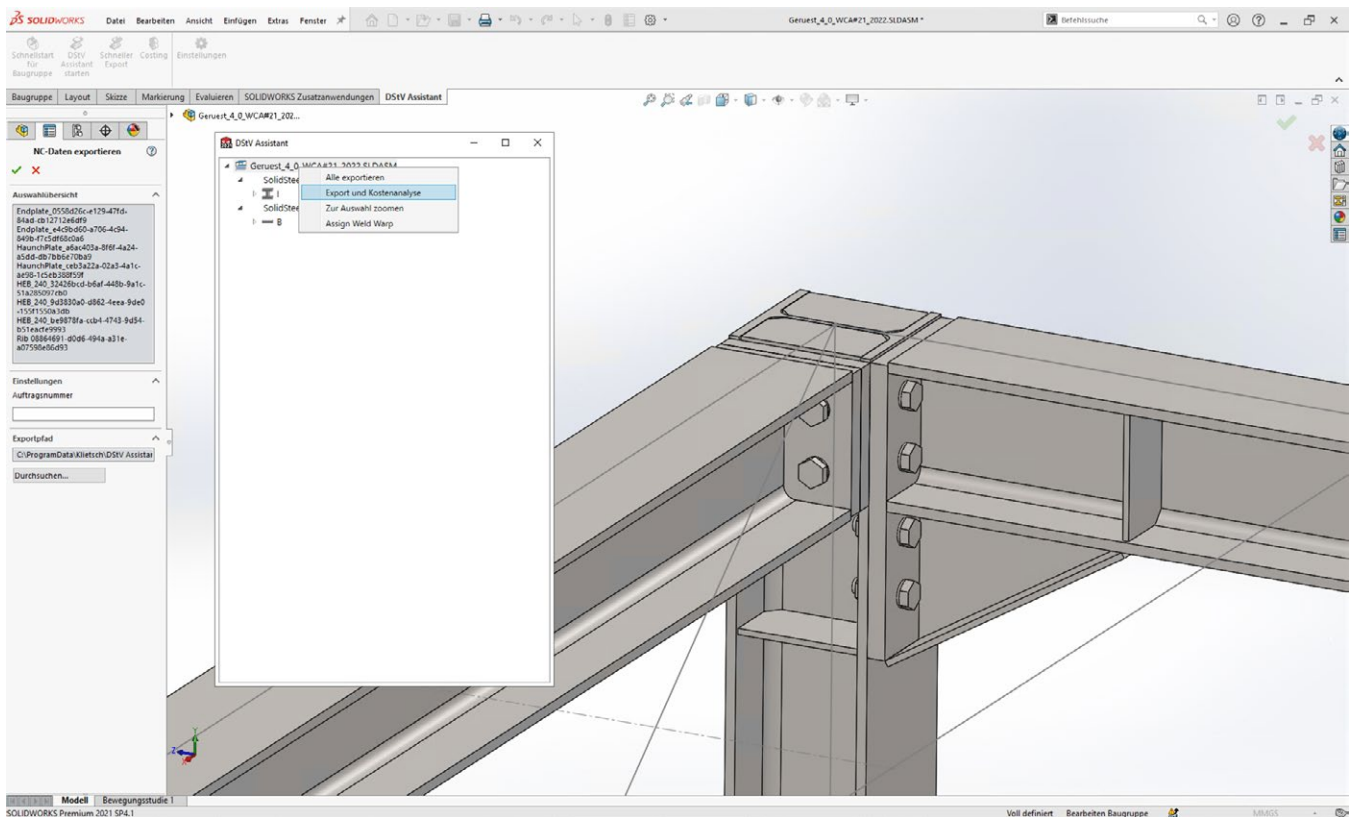 SOLIDWORKS Datei Bearbeiten Ansicht Einfügen Extras Fenster Geruest_4_0_WCA#21_2022.SLDASM * Befehlssuche
Schnellstart DStV Schneller Costing Einstellungen
für Assistant Export
Baugruppe starten
Baugruppe Layout Skizze Markierung Evaluieren SOLIDWORKS Zusatzanwendungen DStV Assistant
Geruest_4_0_WCA#21_202...
NC-Daten exportieren
Auswahlübersicht
Endplate_0558d26c-e129-47fd-
84ad-cb12712e6df9
Endplate_e4c9bd60-a706-4c94-
849b-f7c5df68c0a6
HaunchPlate_a6ac403a-8f6f-4a24-
a5dd-db7bb6e70ba9
HaunchPlate_ceb3a22a-02a3-4a1c-
ae98-1c5eb388f59f
HEB_240_32426bcd-b6af-448b-9a1c-
51a285097cb0
HEB_240_9d3830a0-d862-4eea-9de0
-155f1550a3db
HEB_240_be9878fa-ccb4-4743-9d54-
b51eacfe9993
Rib 08864691-d0d6-494a-a31e-
a07598e86d93
Einstellungen
Auftragsnummer
Exportpfad
C:\ProgramData\Klietsch\DStV Assistar
Durchsuchen...
DStV Assistant
Geruest_4_0_WCA#21_2022.SLDASM
SolidStee
I
SolidStee
B
Alle exportieren
Export und Kostenanalyse
Zur Auswahl zoomen
Assign Weld Warp
Y
Z
X
Modell Bewegungsstudie 1
SOLIDWORKS Premium 2021 SP4.1 Voll definiert Bearbeiten Baugruppe MMGS